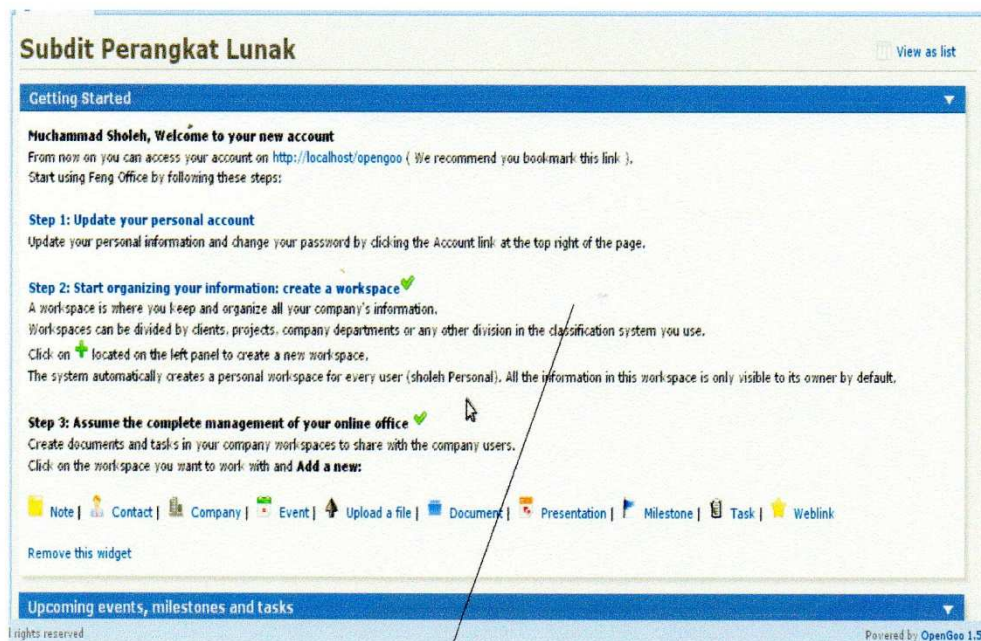 Subdit Perangkat Lunak
View as list
Getting Started
Muchammad Sholeh, Welcome to your new account
From now on you can access your account on http://localhost/opengoo ( We recommend you bookmark this link ).
Start using Feng Office by following these steps:
Step 1: Update your personal account
Update your personal information and change your password by clicking the Account link at the top right of the page.
Step 2: Start organizing your information: create a workspace
A workspace is where you keep and organize all your company's information.
Workspaces can be divided by clients, projects, company departments or any other division in the classification system you use.
Click on located on the left panel to create a new workspace.
The system automatically creates a personal workspace for every user (sholeh Personal). All the information in this workspace is only visible to its owner by default.
Step 3: Assume the complete management of your online office
Create documents and tasks in your company workspaces to share with the company users.
Click on the workspace you want to work with and Add a new:
Note | Contact | Company | Event | Upload a file | Document | Presentation | Milestone | Task | Weblink
Remove this widget
Upcoming events, milestones and tasks
rights reserved
Powered by OpenGoo 1.5